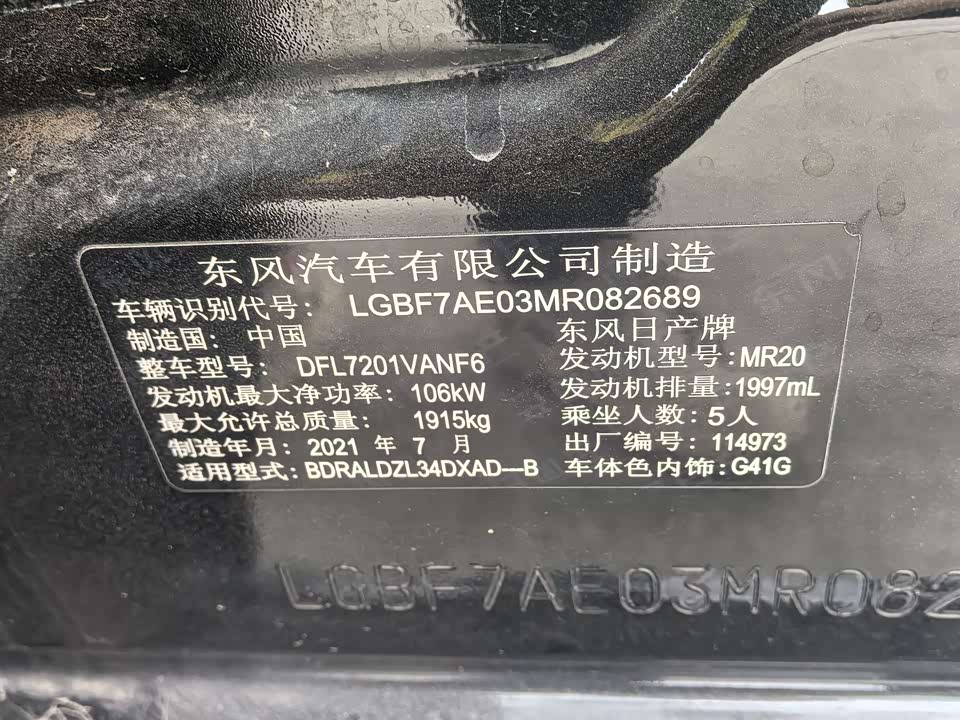 东风汽车有限公司制造
车辆识别代号: LGBF7AE03MR082689
制造国: 中国 东风日产牌
整车型号: DFL7201VANF6 发动机型号: MR20
发动机最大净功率: 106kW 发动机排量: 1997mL
最大允许总质量: 1915kg 乘坐人数: 5人
制造年月: 2021 年 7 月 出厂编号: 114973
适用型式: BDRALDZL34DXAD---B 车体色内饰: G41G
LGBF7AE03MR082